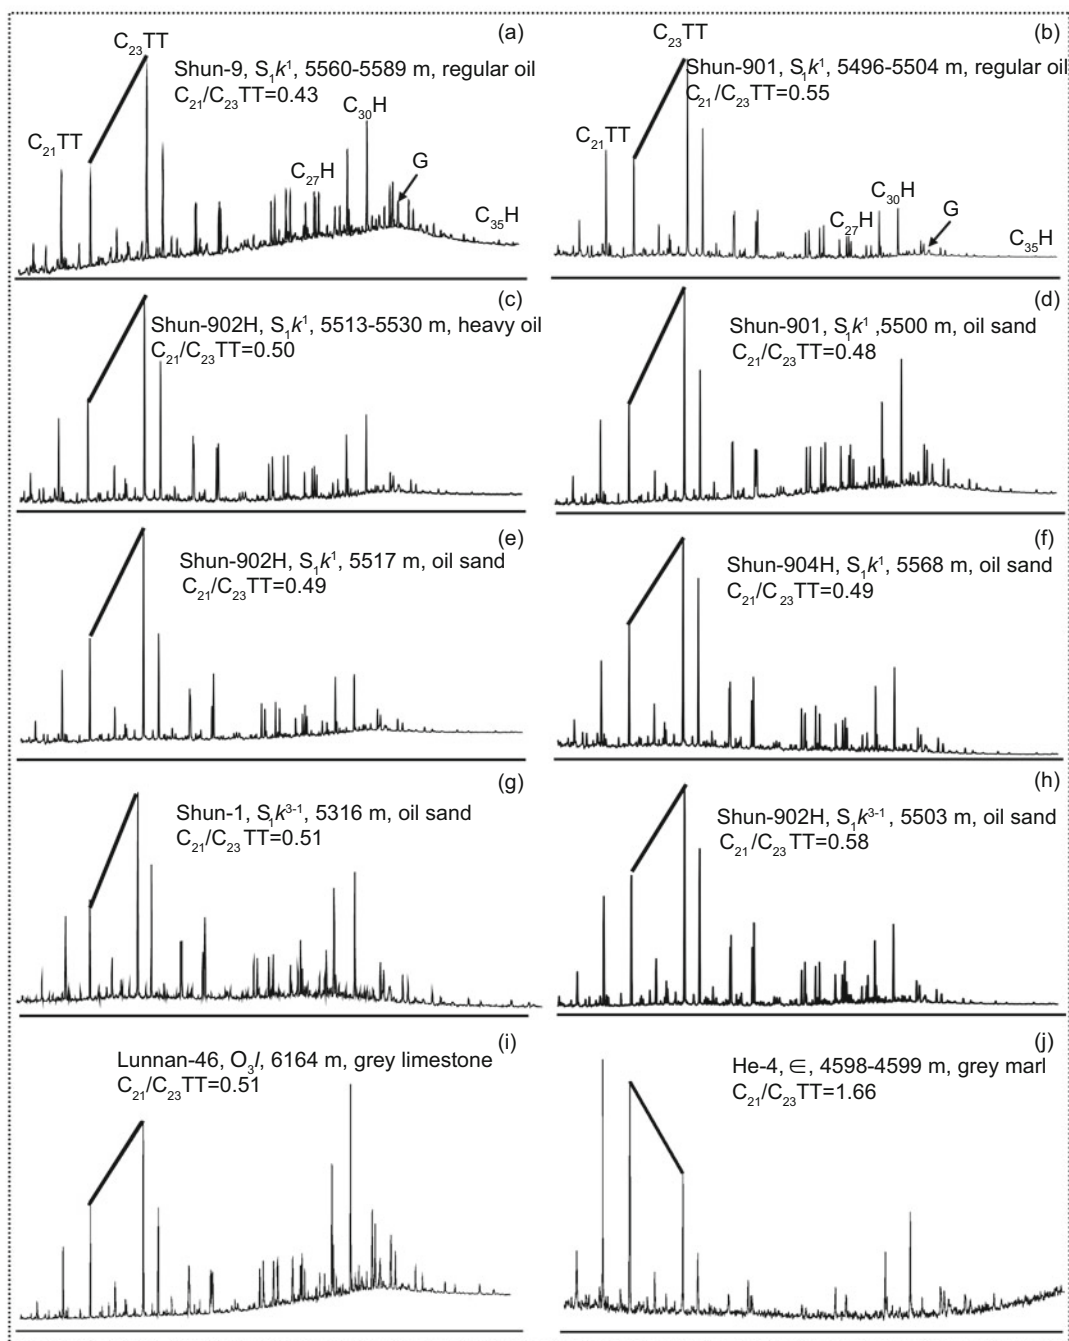 (a)
C₂₃TT
Shun-9, S₁k¹, 5560-5589 m, regular oil
C₂₁/C₂₃TT=0.43
C₂₁TT
C₃₀H
C₂₇H
G
C₃₅H
(b)
C₂₃TT
Shun-901, S₁k¹, 5496-5504 m, regular oil
C₂₁/C₂₃TT=0.55
C₂₁TT
C₃₀H
C₂₇H
G
C₃₅H
(c)
Shun-902H, S₁k¹, 5513-5530 m, heavy oil
C₂₁/C₂₃TT=0.50
(d)
Shun-901, S₁k¹ ,5500 m, oil sand
C₂₁/C₂₃TT=0.48
(e)
Shun-902H, S₁k¹, 5517 m, oil sand
C₂₁/C₂₃TT=0.49
(f)
Shun-904H, S₁k¹, 5568 m, oil sand
C₂₁/C₂₃TT=0.49
(g)
Shun-1, S₁k³⁻¹, 5316 m, oil sand
C₂₁/C₂₃TT=0.51
(h)
Shun-902H, S₁k³⁻¹, 5503 m, oil sand
C₂₁/C₂₃TT=0.58
(i)
Lunnan-46, O₃l, 6164 m, grey limestone
C₂₁/C₂₃TT=0.51
(j)
He-4, ∈, 4598-4599 m, grey marl
C₂₁/C₂₃TT=1.66